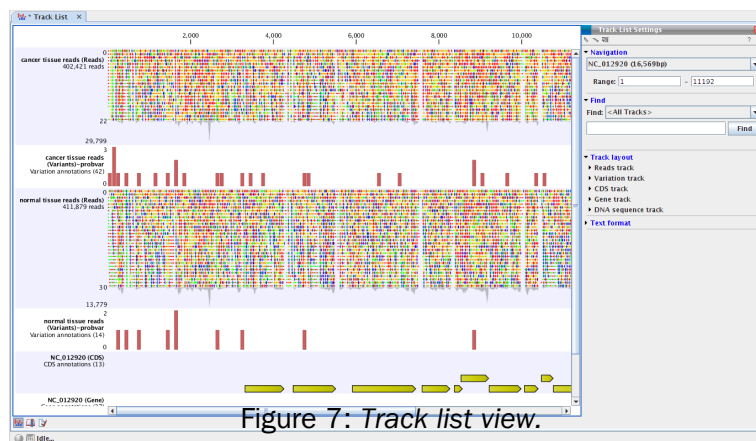 * Track List
2,000 4,000 6,000 8,000 10,000
0
cancer tissue reads (Reads)
402,421 reads
22
29,799
3
cancer tissue reads
(Variants)-probvar
Variation annotations (42)
0
0
normal tissue reads (Reads)
411,879 reads
30
13,779
2
normal tissue reads
(Variants)-probvar
Variation annotations (14)
0
NC_012920 (CDS)
CDS annotations (13)
NC_012920 (Gene)
Track List Settings
?
Navigation
NC_012920 (16,569bp)
Range: 1 - 11192
Find
Find: <All Tracks>
Find
Track layout
Reads track
Variation track
CDS track
Gene track
DNA sequence track
Text format
Figure 7: Track list view.
Idle...